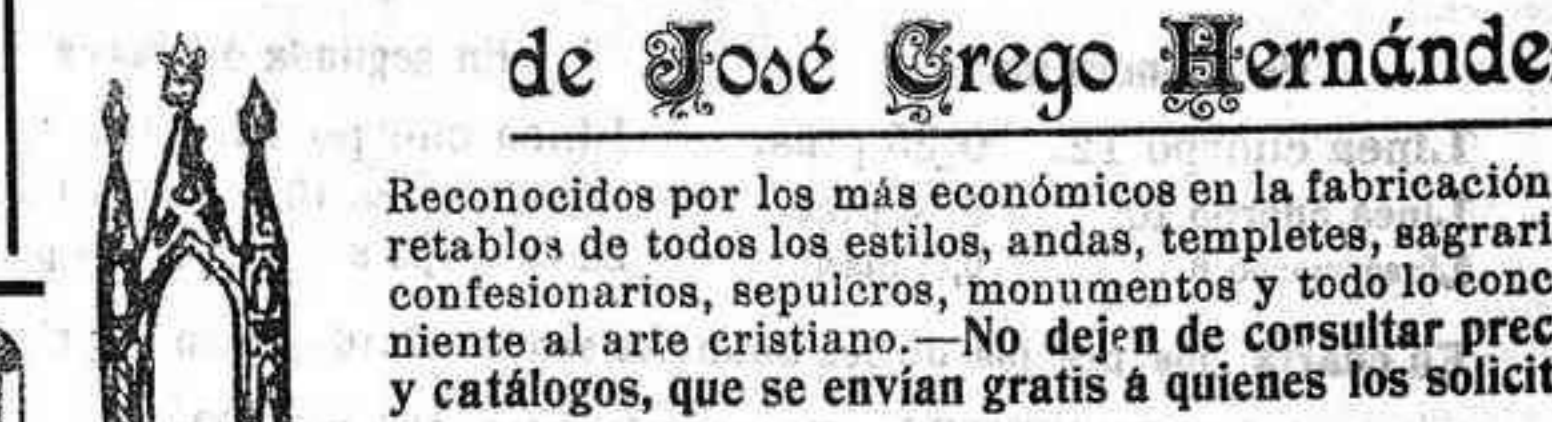 de José Crego Hernánde
Reconocidos por los más económicos en la fabricación
retablos de todos los estilos, andas, templetes, sagrari
confesionarios, sepulcros, monumentos y todo lo conc
niente al arte cristiano.—No dejen de consultar prec
y catálogos, que se envían gratis á quienes los solicit